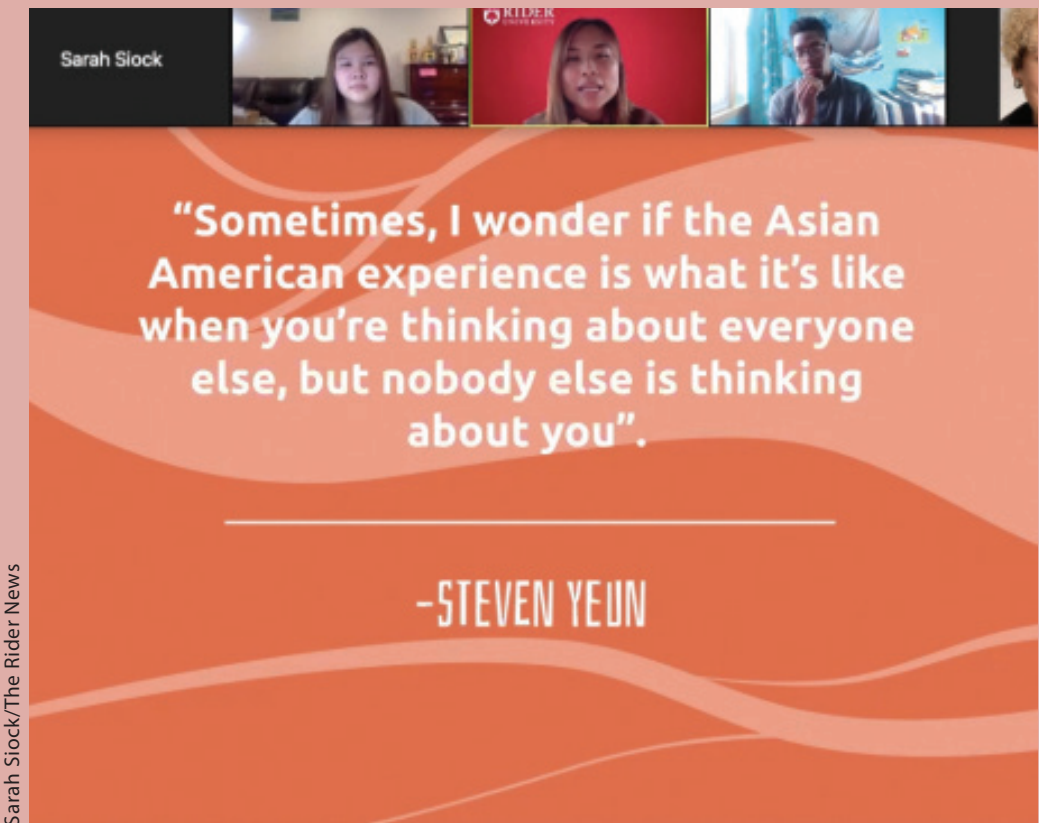 Sarah Siock
RIDER
UNIVERSITY
“Sometimes, I wonder if the Asian
American experience is what it’s like
when you’re thinking about everyone
else, but nobody else is thinking
about you”.
-STEVEN YEUN
Sarah Siock/The Rider News